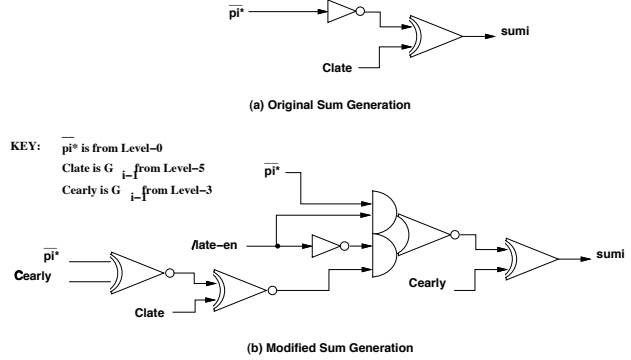 pi*
sumi
Clate
(a) Original Sum Generation
KEY: pi* is from Level-0
Clate is G i-1 from Level-5
Cearly is G i-1 from Level-3
pi*
/late-en
pi*
Cearly
sumi
Cearly
Clate
(b) Modified Sum Generation